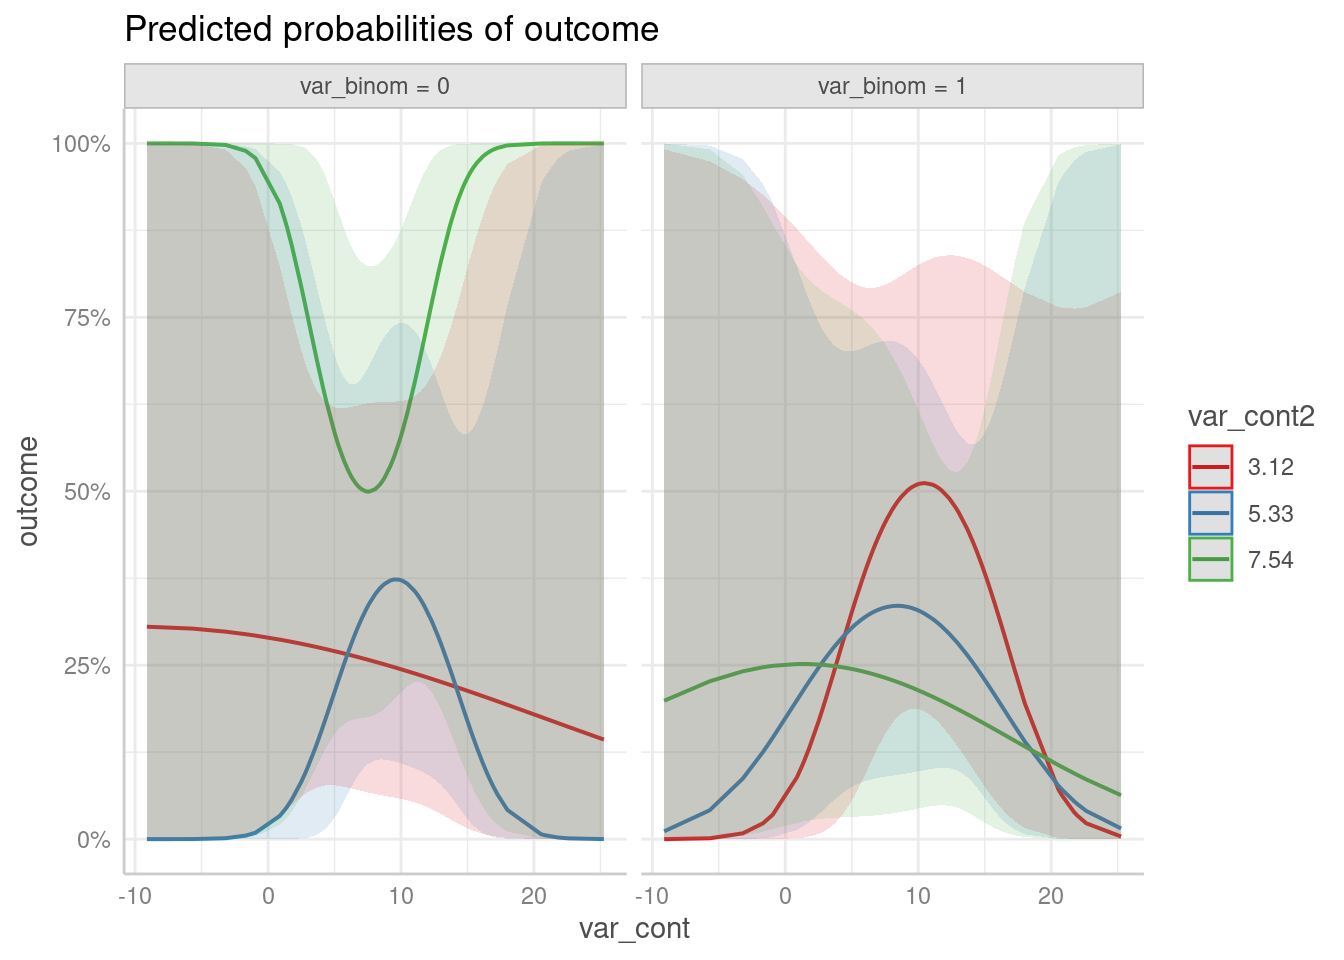 Predicted probabilities of outcome
var_binom = 0
var_binom = 1
100%
75%
50%
25%
0%
outcome
-10 0 10 20
-10 0 10 20
var_cont
var_cont2
3.12
5.33
7.54